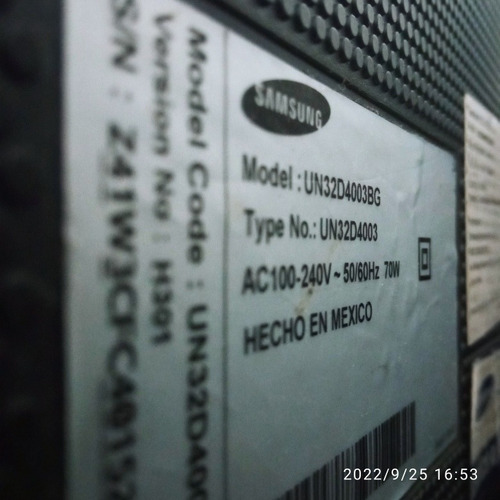 SAMSUNG
Model : UN32D4003BG
Type No.: UN32D4003
AC100-240V ~ 50/60Hz 70W
HECHO EN MEXICO
Model Code : UN32D400
Version No : H301
S/N :
2022/9/25 16:53